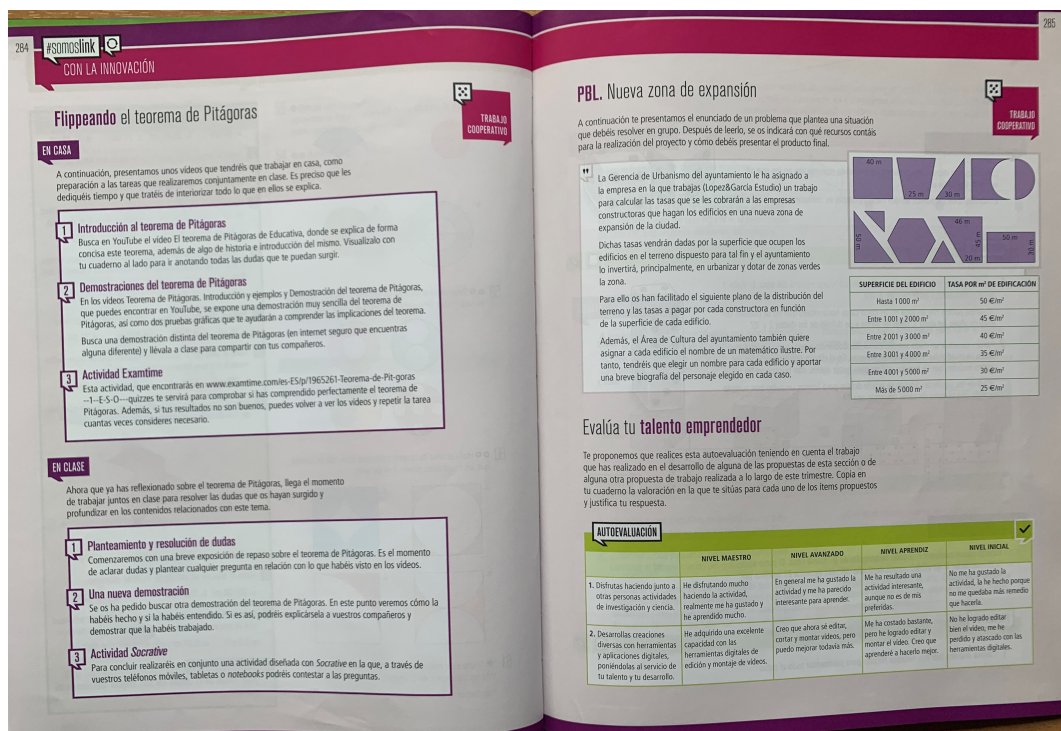 284
#somoslink
CON LA INNOVACIÓN
Flippeando el teorema de Pitágoras
TRABAJO
COOPERATIVO
EN CASA
A continuación, presentamos unos vídeos que tendréis que trabajar en casa, como
preparación a las tareas que realizaremos conjuntamente en clase. Es preciso que les
dediquéis tiempo y que tratéis de interiorizar todo lo que en ellos se explica.
1 Introducción al teorema de Pitágoras
Busca en YouTube el vídeo El teorema de Pitágoras de Educativa, donde se explica de forma
concisa este teorema, además de algo de historia e introducción del mismo. Visualízalo con
tu cuaderno al lado para ir anotando todas las dudas que te puedan surgir.
2 Demostraciones del teorema de Pitágoras
En los vídeos Teorema de Pitágoras. Introducción y ejemplos y Demostración del teorema de Pitágoras,
que puedes encontrar en YouTube, se expone una demostración muy sencilla del teorema de
Pitágoras, así como dos pruebas gráficas que te ayudarán a comprender las implicaciones del teorema.
Busca una demostración distinta del teorema de Pitágoras (en internet seguro que encuentras
alguna diferente) y llévala a clase para compartir con tus compañeros.
3 Actividad Examtime
Esta actividad, que encontrarás en www.examtime.com/es-ES/p/1965261-Teorema-de-Pit-goras
--1--E-S-O---quizzes te servirá para comprobar si has comprendido perfectamente el teorema de
Pitágoras. Además, si tus resultados no son buenos, puedes volver a ver los vídeos y repetir la tarea
cuantas veces consideres necesario.
EN CLASE
Ahora que ya has reflexionado sobre el teorema de Pitágoras, llega el momento
de trabajar juntos en clase para resolver las dudas que os hayan surgido y
profundizar en los contenidos relacionados con este tema.
1 Planteamiento y resolución de dudas
Comenzaremos con una breve exposición de repaso sobre el teorema de Pitágoras. Es el momento
de aclarar dudas y plantear cualquier pregunta en relación con lo que habéis visto en los vídeos.
2 Una nueva demostración
Se os ha pedido buscar otra demostración del teorema de Pitágoras. En este punto veremos cómo la
habéis hecho y si la habéis entendido. Si es así, podréis explicársela a vuestros compañeros y
demostrar que la habéis trabajado.
3 Actividad Socrative
Para concluir realizaréis en conjunto una actividad diseñada con Socrative en la que, a través de
vuestros teléfonos móviles, tabletas o notebooks podréis contestar a las preguntas.
285
PBL. Nueva zona de expansión
TRABAJO
COOPERATIVO
A continuación te presentamos el enunciado de un problema que plantea una situación
que debéis resolver en grupo. Después de leerlo, se os indicará con qué recursos contáis
para la realización del proyecto y cómo debéis presentar el producto final.
La Gerencia de Urbanismo del ayuntamiento le ha asignado a
la empresa en la que trabajas (Lopez&García Estudio) un trabajo
para calcular las tasas que se les cobrarán a las empresas
constructoras que hagan los edificios en una nueva zona de
expansión de la ciudad.
Dichas tasas vendrán dadas por la superficie que ocupen los
edificios en el terreno dispuesto para tal fin y el ayuntamiento
lo invertirá, principalmente, en urbanizar y dotar de zonas verdes
la zona.
Para ello os han facilitado el siguiente plano de la distribución del
terreno y las tasas a pagar por cada constructora en función
de la superficie de cada edificio.
Además, el Área de Cultura del ayuntamiento también quiere
asignar a cada edificio el nombre de un matemático ilustre. Por
tanto, tendréis que elegir un nombre para cada edificio y aportar
una breve biografía del personaje elegido en cada caso.
40 m
25 m
30 m
50 m
46 m
45 m
20 m
50 m
30 m
SUPERFICIE DEL EDIFICIO TASA POR m² DE EDIFICACIÓN
Hasta 1 000 m² 50 €/m²
Entre 1 001 y 2 000 m² 45 €/m²
Entre 2 001 y 3 000 m² 40 €/m²
Entre 3 001 y 4 000 m² 35 €/m²
Entre 4 001 y 5 000 m² 30 €/m²
Más de 5 000 m² 25 €/m²
Evalúa tu talento emprendedor
Te proponemos que realices esta autoevaluación teniendo en cuenta el trabajo
que has realizado en el desarrollo de alguna de las propuestas de esta sección o de
alguna otra propuesta de trabajo realizada a lo largo de este trimestre. Copia en
tu cuaderno la valoración en la que te sitúas para cada uno de los ítems propuestos
y justifica tu respuesta.
AUTOEVALUACIÓN
NIVEL MAESTRO NIVEL AVANZADO NIVEL APRENDIZ NIVEL INICIAL
1. Disfrutas haciendo junto a
otras personas actividades
de investigación y ciencia.
He disfrutando mucho
haciendo la actividad,
realmente me ha gustado y
he aprendido mucho.
En general me ha gustado la
actividad y me ha parecido
interesante para aprender.
Me ha resultado una
actividad interesante,
aunque no es de mis
preferidas.
No me ha gustado la
actividad, la he hecho porque
no me quedaba más remedio
que hacerla.
2. Desarrollas creaciones
diversas con herramientas
y aplicaciones digitales,
poniéndolas al servicio de
tu talento y tu desarrollo.
He adquirido una excelente
capacidad con las
herramientas digitales de
edición y montaje de vídeos.
Creo que ahora sé editar,
cortar y montar vídeos, pero
puedo mejorar todavía más.
Me ha costado bastante,
pero he logrado editar y
montar el vídeo. Creo que
aprenderé a hacerlo mejor.
No he logrado editar
bien el vídeo, me he
perdido y atascado con las
herramientas digitales.